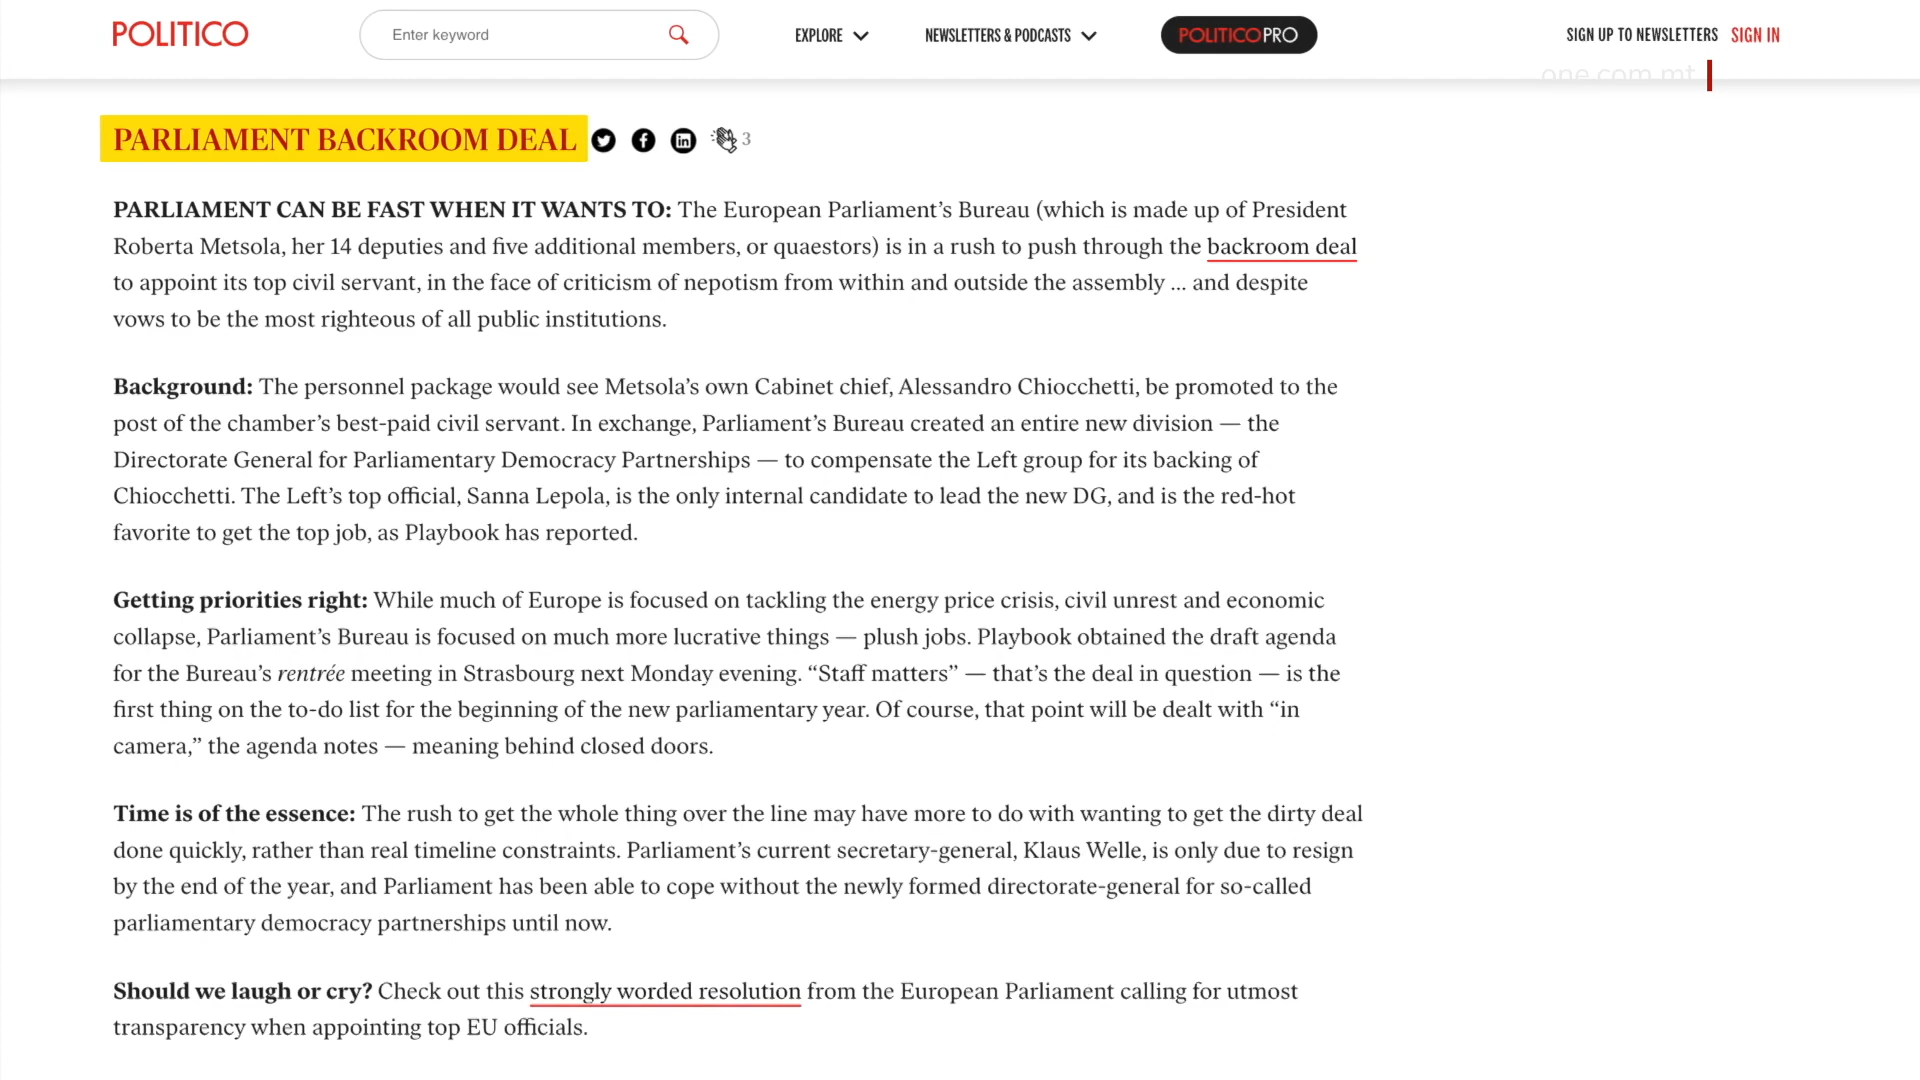 POLITICO
Enter keyword
EXPLORE
NEWSLETTERS & PODCASTS
POLITICOPRO
SIGN UP TO NEWSLETTERS
SIGN IN
one.com.mt
PARLIAMENT BACKROOM DEAL
3
PARLIAMENT CAN BE FAST WHEN IT WANTS TO: The European Parliament’s Bureau (which is made up of President
Roberta Metsola, her 14 deputies and five additional members, or quaestors) is in a rush to push through the backroom deal
to appoint its top civil servant, in the face of criticism of nepotism from within and outside the assembly ... and despite
vows to be the most righteous of all public institutions.
Background: The personnel package would see Metsola’s own Cabinet chief, Alessandro Chiocchetti, be promoted to the
post of the chamber’s best-paid civil servant. In exchange, Parliament’s Bureau created an entire new division — the
Directorate General for Parliamentary Democracy Partnerships — to compensate the Left group for its backing of
Chiocchetti. The Left’s top official, Sanna Lepola, is the only internal candidate to lead the new DG, and is the red-hot
favorite to get the top job, as Playbook has reported.
Getting priorities right: While much of Europe is focused on tackling the energy price crisis, civil unrest and economic
collapse, Parliament’s Bureau is focused on much more lucrative things — plush jobs. Playbook obtained the draft agenda
for the Bureau’s rentrée meeting in Strasbourg next Monday evening. “Staff matters” — that’s the deal in question — is the
first thing on the to-do list for the beginning of the new parliamentary year. Of course, that point will be dealt with “in
camera,” the agenda notes — meaning behind closed doors.
Time is of the essence: The rush to get the whole thing over the line may have more to do with wanting to get the dirty deal
done quickly, rather than real timeline constraints. Parliament’s current secretary-general, Klaus Welle, is only due to resign
by the end of the year, and Parliament has been able to cope without the newly formed directorate-general for so-called
parliamentary democracy partnerships until now.
Should we laugh or cry? Check out this strongly worded resolution from the European Parliament calling for utmost
transparency when appointing top EU officials.